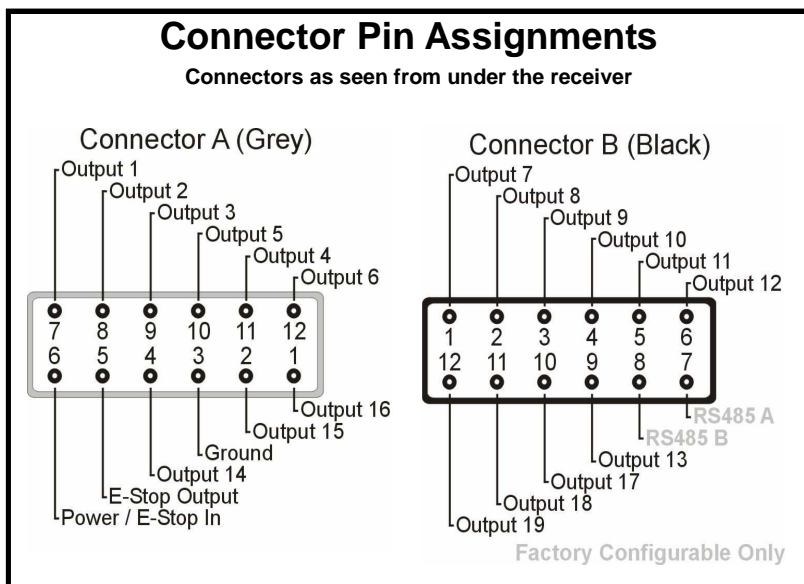 Connector Pin Assignments
Connectors as seen from under the receiver
Connector A (Grey)
Output 1
Output 2
Output 3
Output 5
Output 4
Output 6
7 8 9 10 11 12
6 5 4 3 2 1
Output 16
Output 15
Ground
Output 14
E-Stop Output
Power / E-Stop In
Connector B (Black)
Output 7
Output 8
Output 9
Output 10
Output 11
Output 12
1 2 3 4 5 6
12 11 10 9 8 7
RS485 A
RS485 B
Output 13
Output 17
Output 18
Output 19
Factory Configurable Only